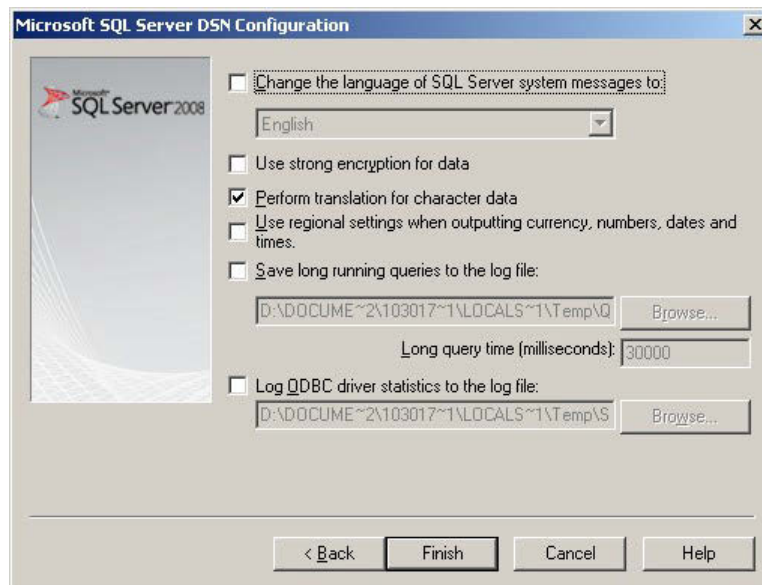 Microsoft SQL Server DSN Configuration
Microsoft
SQL Server 2008
Change the language of SQL Server system messages to:
English
Use strong encryption for data
Perform translation for character data
Use regional settings when outputting currency, numbers, dates and
times.
Save long running queries to the log file:
D:\DOCUME~2\103017~1\LOCALS~1\Temp\Q
Browse...
Long query time (milliseconds):
30000
Log ODBC driver statistics to the log file:
D:\DOCUME~2\103017~1\LOCALS~1\Temp\S
Browse...
< Back
Finish
Cancel
Help